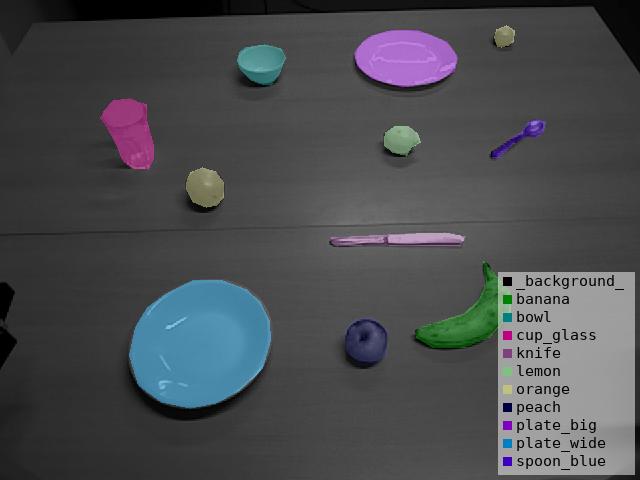 _background_
banana
bowl
cup_glass
knife
lemon
orange
peach
plate_big
plate_wide
spoon_blue